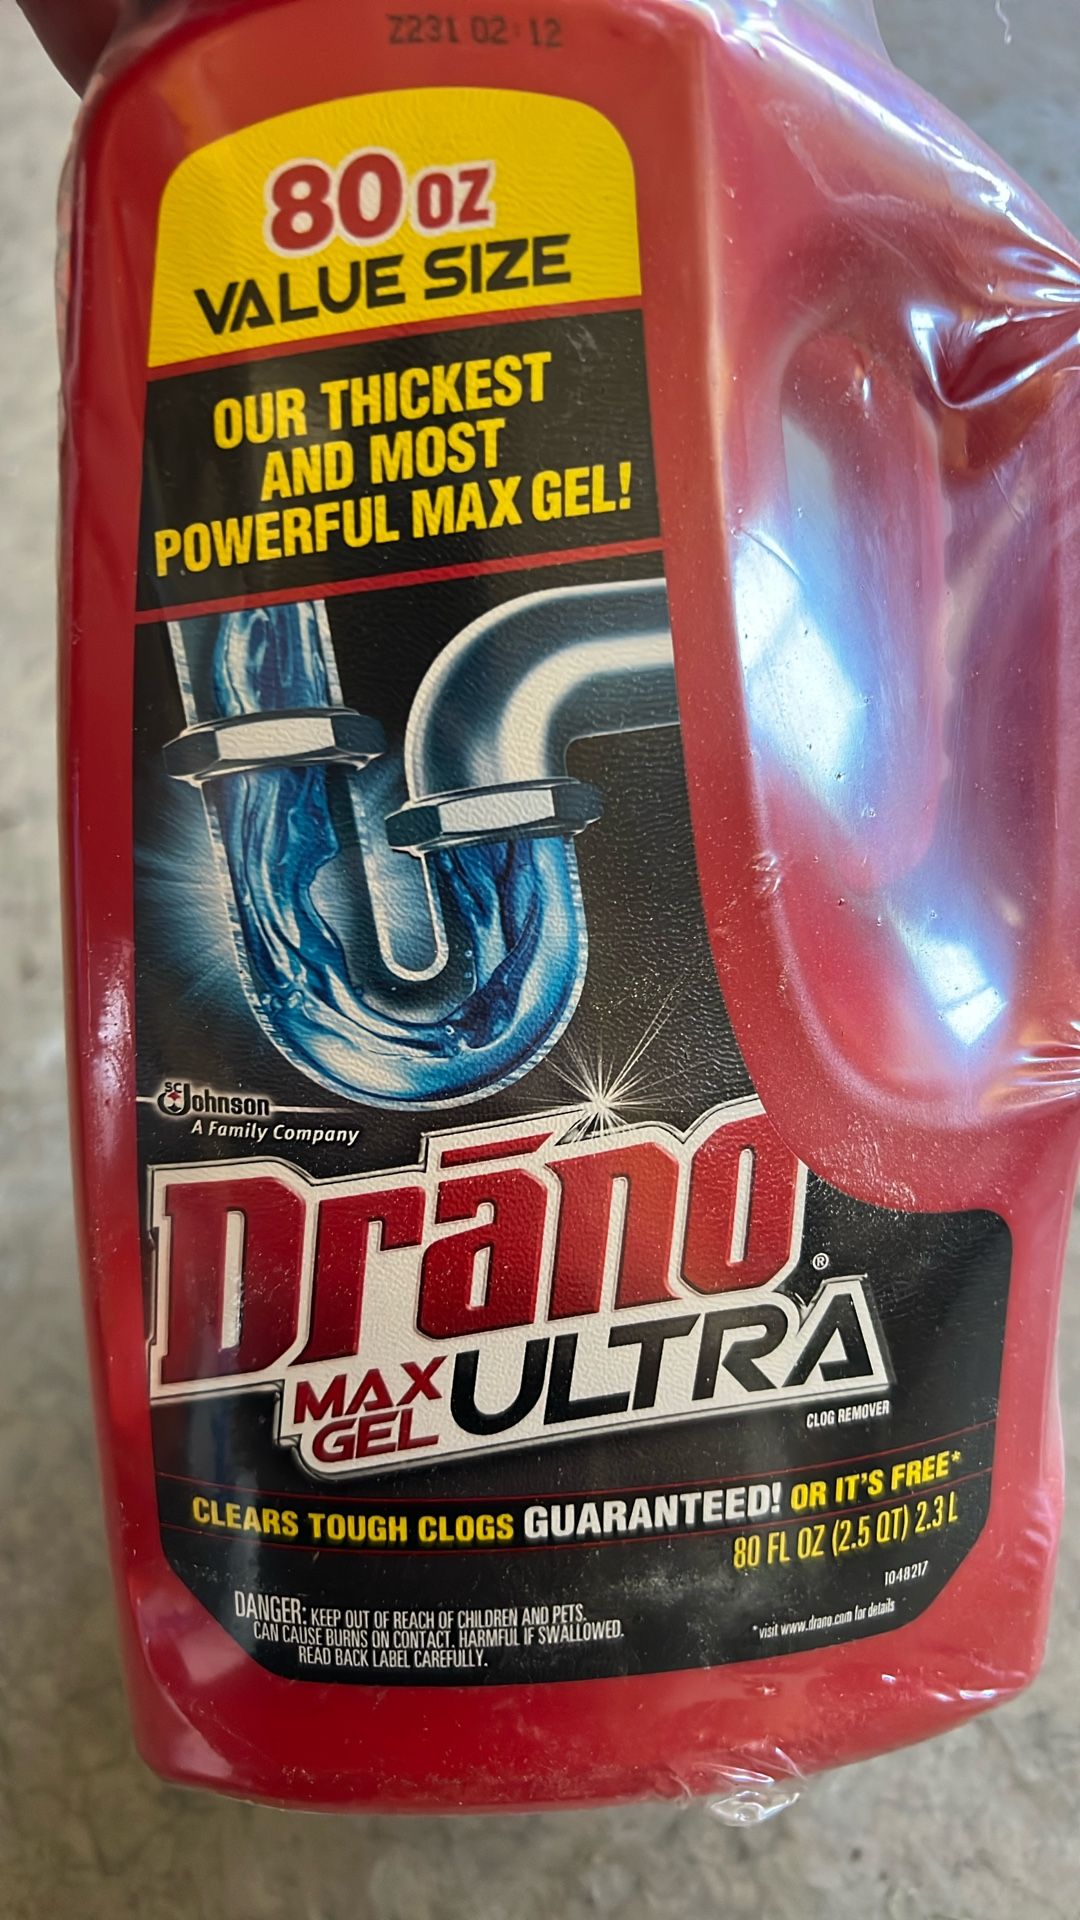 Z231 02 12
80 OZ
VALUE SIZE
OUR THICKEST
AND MOST
POWERFUL MAX GEL!
SC Johnson
A Family Company
Drāno®
MAX GEL ULTRA
CLOG REMOVER
CLEARS TOUGH CLOGS GUARANTEED! OR IT'S FREE*
80 FL OZ (2.5 QT) 2.3 L
1048217
DANGER: KEEP OUT OF REACH OF CHILDREN AND PETS.
CAN CAUSE BURNS ON CONTACT. HARMFUL IF SWALLOWED.
READ BACK LABEL CAREFULLY.
*visit www.drano.com for details